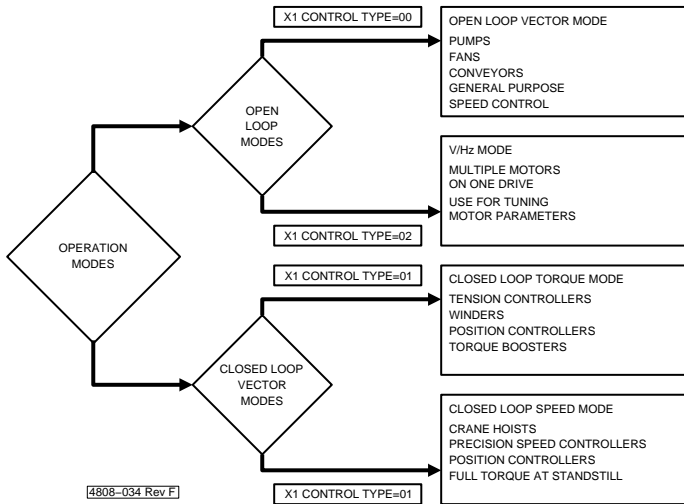 X1 CONTROL TYPE=00
OPEN LOOP VECTOR MODE
PUMPS
FANS
CONVEYORS
GENERAL PURPOSE
SPEED CONTROL
OPEN
LOOP
MODES
V/Hz MODE
MULTIPLE MOTORS
ON ONE DRIVE
USE FOR TUNING
MOTOR PARAMETERS
X1 CONTROL TYPE=02
OPERATION
MODES
X1 CONTROL TYPE=01
CLOSED LOOP TORQUE MODE
TENSION CONTROLLERS
WINDERS
POSITION CONTROLLERS
TORQUE BOOSTERS
CLOSED LOOP
VECTOR
MODES
CLOSED LOOP SPEED MODE
CRANE HOISTS
PRECISION SPEED CONTROLLERS
POSITION CONTROLLERS
FULL TORQUE AT STANDSTILL
X1 CONTROL TYPE=01
4808–034 Rev F